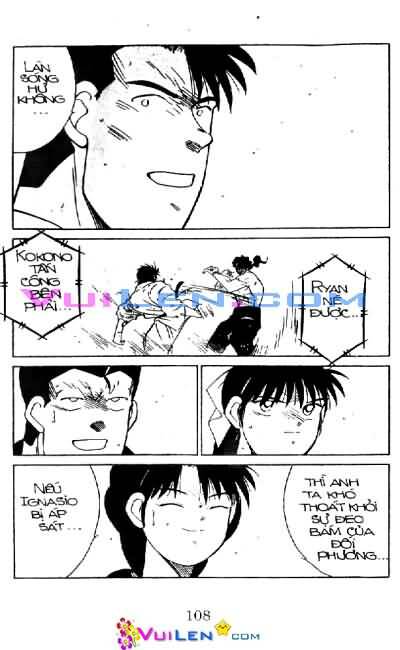 LÀN
SÓNG
HƯ
KHÔNG
...
KOKONO
TẤN
CÔNG
BÊN
PHẢI...
RYAN
NÉ
ĐƯỢC...
VuiLen.com
NẾU
IGNASIO
BỊ ÁP
SÁT...
THÌ ANH
TA KHÓ
THOÁT KHỎI
SỰ ĐEO
BÁM CỦA
ĐỐI
PHƯƠNG...
108
VuiLen.com